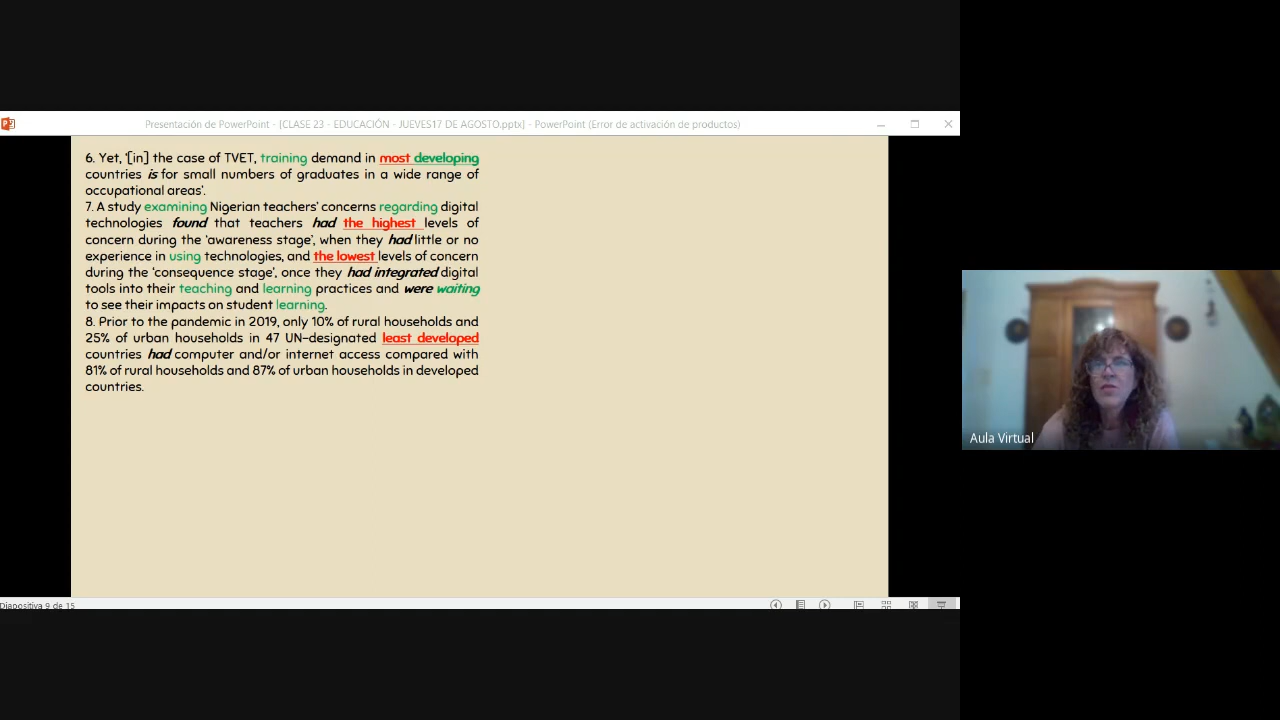 Presentación de PowerPoint - [CLASE 23 - EDUCACIÓN - JUEVES17 DE AGOSTO.pptx] - PowerPoint (Error de activación de productos)
6. Yet, '[in] the case of TVET, training demand in most developing
countries is for small numbers of graduates in a wide range of
occupational areas'.
7. A study examining Nigerian teachers' concerns regarding digital
technologies found that teachers had the highest levels of
concern during the 'awareness stage', when they had little or no
experience in using technologies, and the lowest levels of concern
during the 'consequence stage', once they had integrated digital
tools into their teaching and learning practices and were waiting
to see their impacts on student learning.
8. Prior to the pandemic in 2019, only 10% of rural households and
25% of urban households in 47 UN-designated least developed
countries had computer and/or internet access compared with
81% of rural households and 87% of urban households in developed
countries.
Aula Virtual
Diapositiva 9 de 15